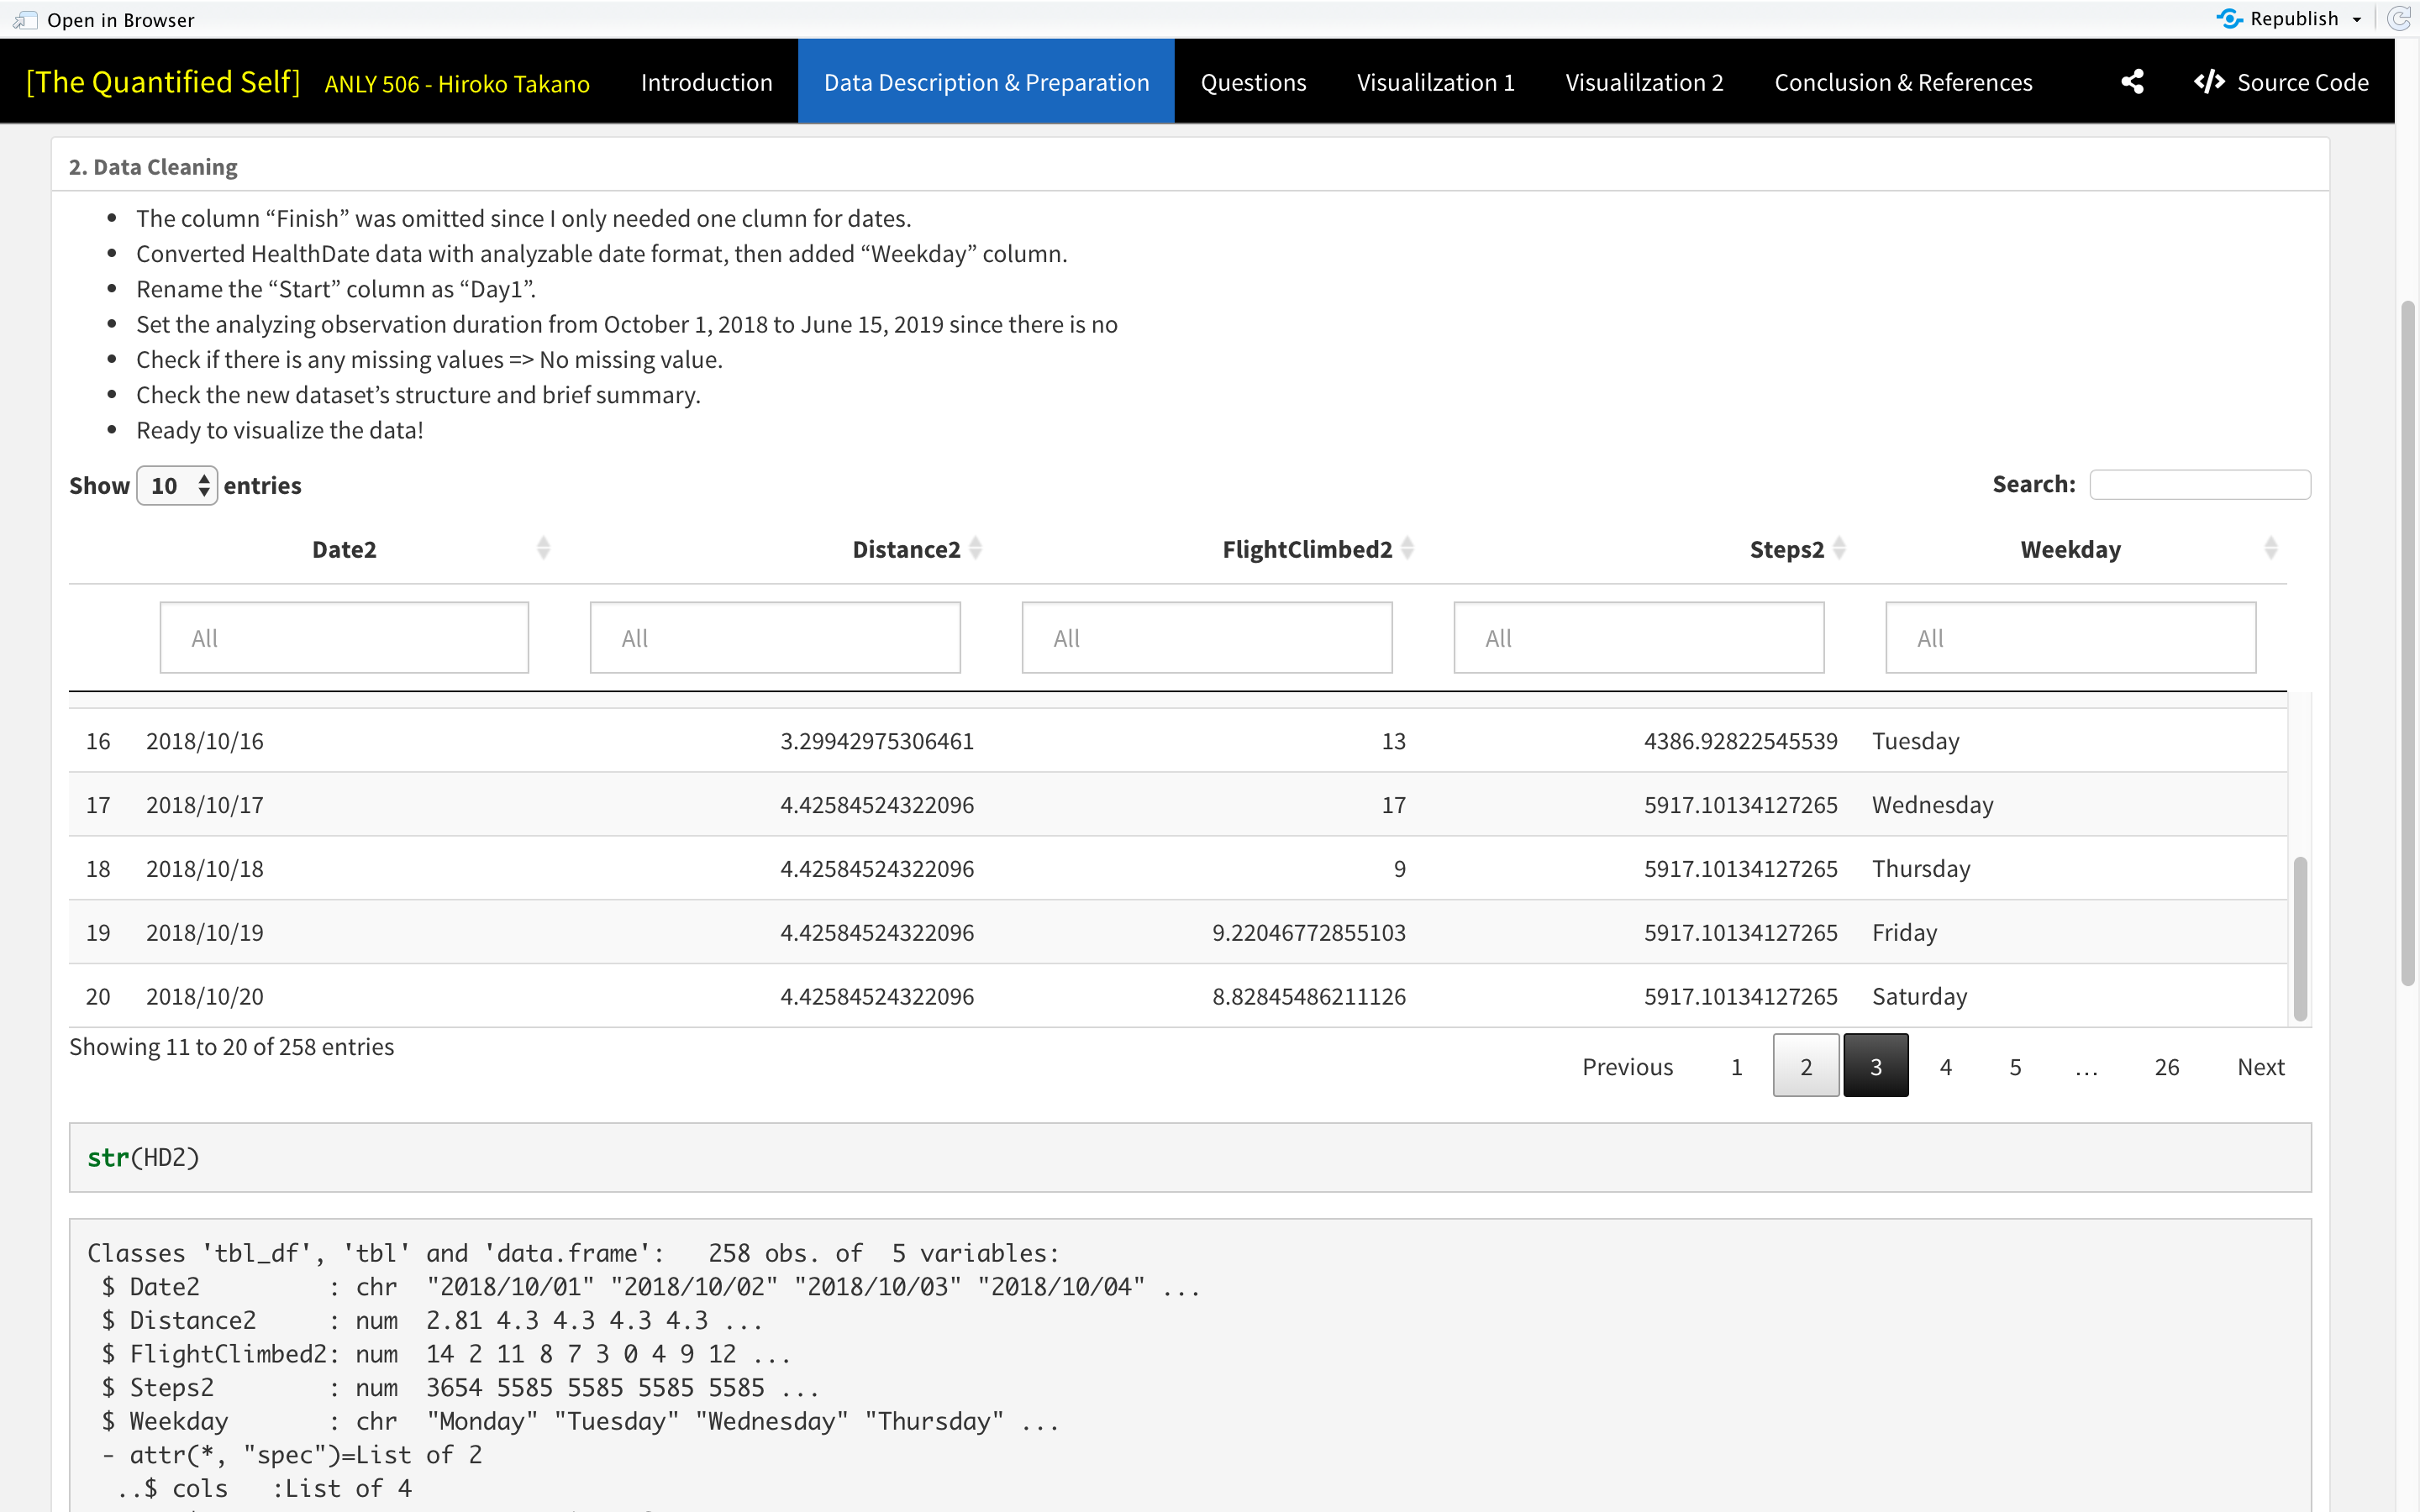 Open in Browser
Republish
[The Quantified Self] ANLY 506 - Hiroko Takano Introduction Data Description & Preparation Questions Visualilzation 1 Visualilzation 2 Conclusion & References Source Code
2. Data Cleaning
• The column “Finish” was omitted since I only needed one clumn for dates.
• Converted HealthDate data with analyzable date format, then added “Weekday” column.
• Rename the “Start” column as “Day1”.
• Set the analyzing observation duration from October 1, 2018 to June 15, 2019 since there is no
• Check if there is any missing values => No missing value.
• Check the new dataset’s structure and brief summary.
• Ready to visualize the data!
Show 10 entries
Search:
Date2 Distance2 FlightClimbed2 Steps2 Weekday
All All All All All
16 2018/10/16 3.29942975306461 13 4386.92822545539 Tuesday
17 2018/10/17 4.42584524322096 17 5917.10134127265 Wednesday
18 2018/10/18 4.42584524322096 9 5917.10134127265 Thursday
19 2018/10/19 4.42584524322096 9.22046772855103 5917.10134127265 Friday
20 2018/10/20 4.42584524322096 8.82845486211126 5917.10134127265 Saturday
Showing 11 to 20 of 258 entries
Previous 1 2 3 4 5 … 26 Next
str(HD2)
Classes 'tbl_df', 'tbl' and 'data.frame':   258 obs. of  5 variables:
 $ Date2         : chr  "2018/10/01" "2018/10/02" "2018/10/03" "2018/10/04" ...
 $ Distance2     : num  2.81 4.3 4.3 4.3 4.3 ...
 $ FlightClimbed2: num  14 2 11 8 7 3 0 4 9 12 ...
 $ Steps2        : num  3654 5585 5585 5585 5585 ...
 $ Weekday       : chr  "Monday" "Tuesday" "Wednesday" "Thursday" ...
 - attr(*, "spec")=List of 2
  ..$ cols   :List of 4